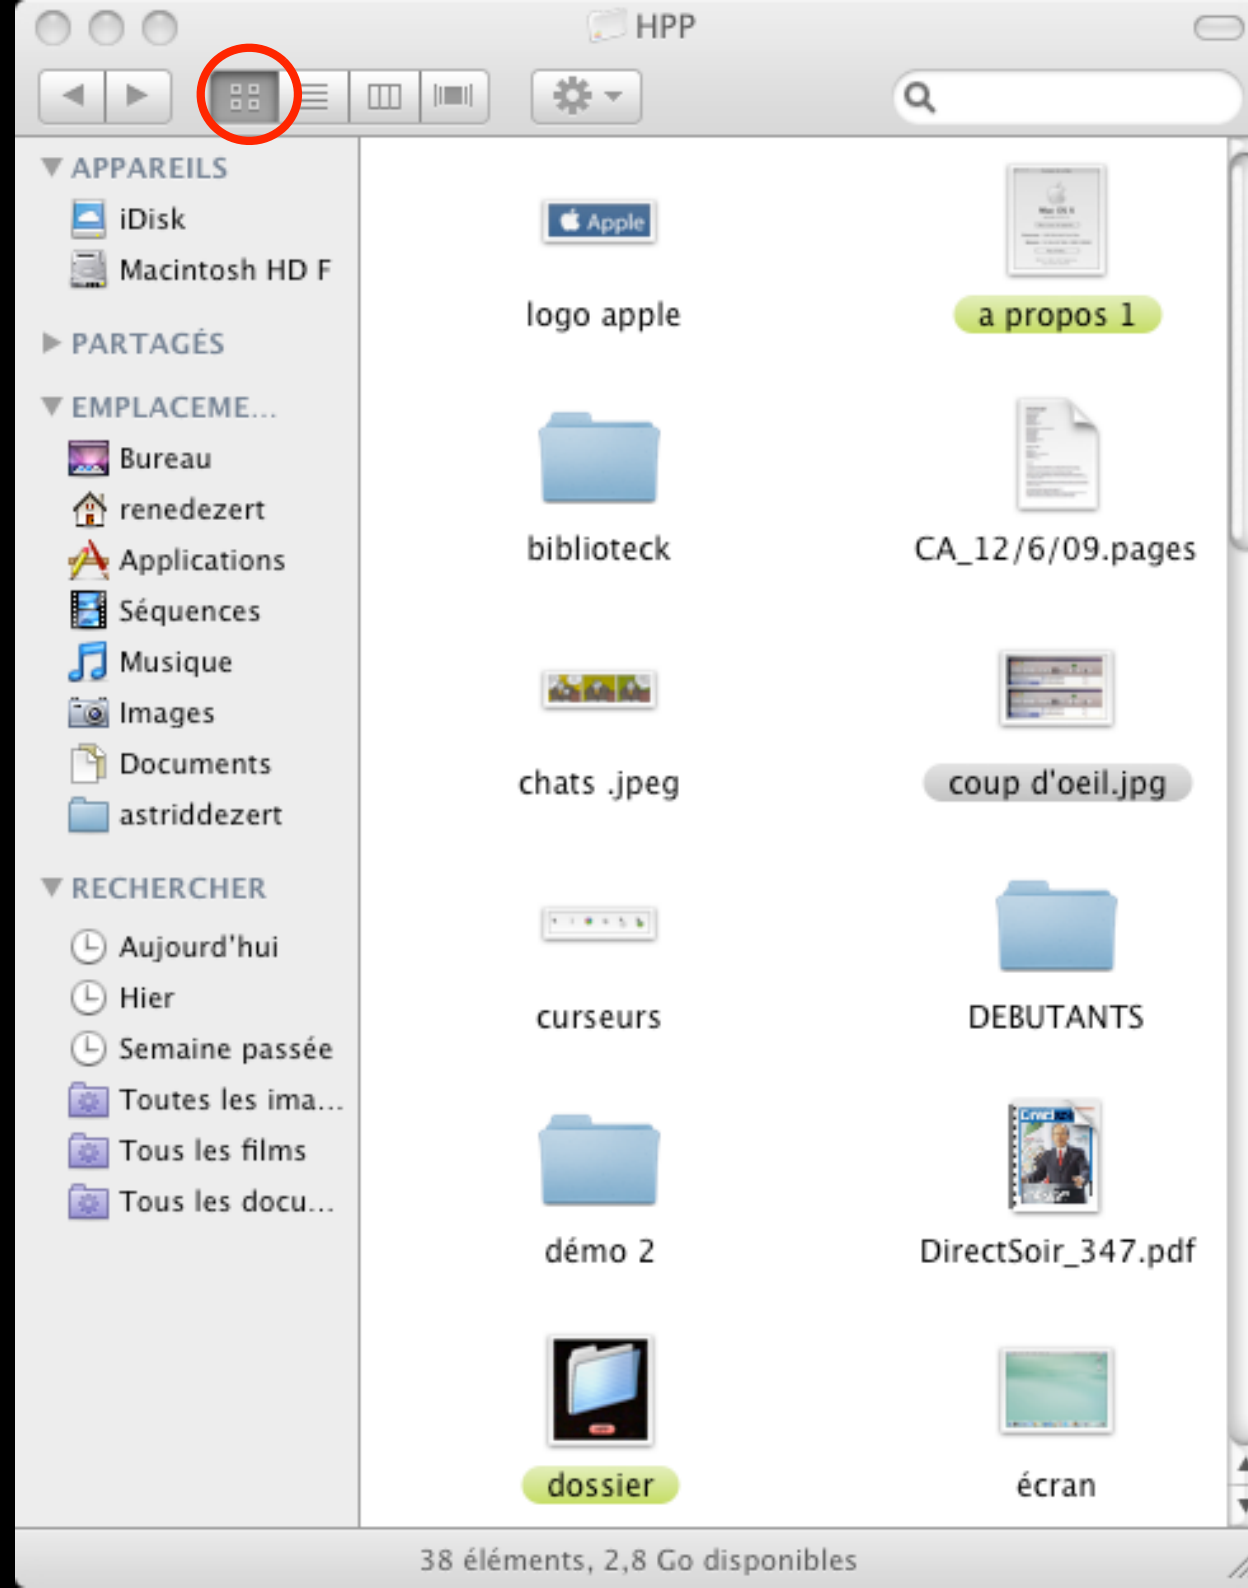 HPP
APPAREILS
iDisk
Macintosh HD F
PARTAGÉS
EMPLACEME...
Bureau
renedezert
Applications
Séquences
Musique
Images
Documents
astriddezert
RECHERCHER
Aujourd'hui
Hier
Semaine passée
Toutes les ima...
Tous les films
Tous les docu...
Apple
logo apple
Mac OS X
a propos 1
biblioteck
CA_12/6/09.pages
chats .jpeg
coup d'oeil.jpg
curseurs
DEBUTANTS
démo 2
DirectSoir_347.pdf
dossier
écran
38 éléments, 2,8 Go disponibles